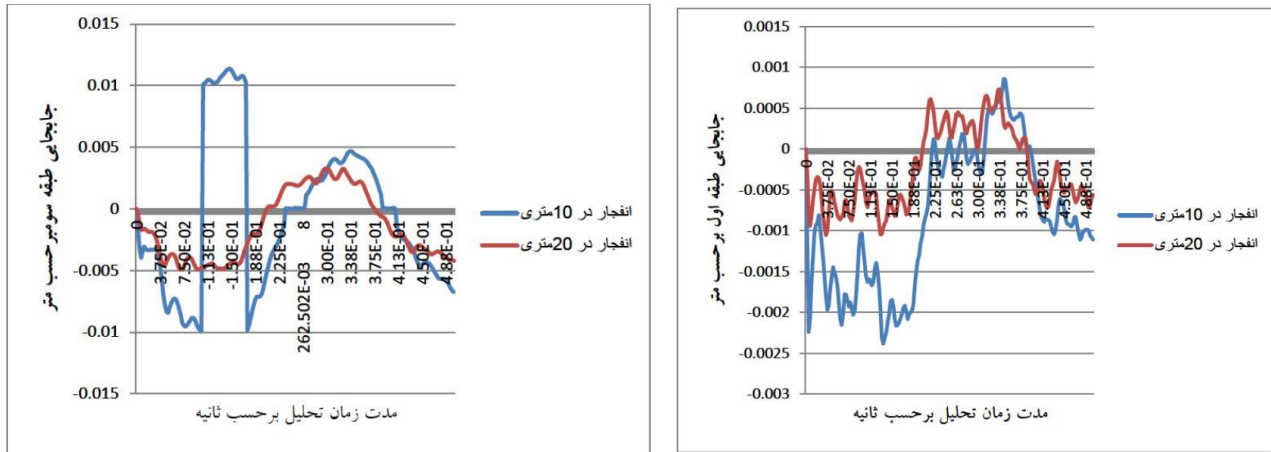 0.015
0.01
0.005
0
-0.005
-0.01
-0.015
جابجایی طبقه سومبرحسب متر
0
3.75E-02
7.50E-02
-1.13E-01
-1.50E-01
1.88E-01
2.25E-01
262.502E-03
8
3.00E-01
3.38E-01
3.75E-01
4.13E-01
4.50E-01
4.88E-01
انفجار در 10متری
انفجار در 20متری
مدت زمان تحلیل برحسب ثانیه
0.0015
0.001
0.0005
0
-0.0005
-0.001
-0.0015
-0.002
-0.0025
-0.003
جابجایی طبقه اول برحسب متر
0
3.75E-02
7.50E-02
1.13E-01
1.50E-01
1.88E-01
2.25E-01
2.63E-01
3.00E-01
3.38E-01
3.75E-01
4.13E-01
4.50E-01
4.88E-01
انفجار در 10متری
انفجار در 20متری
مدت زمان تحلیل برحسب ثانیه